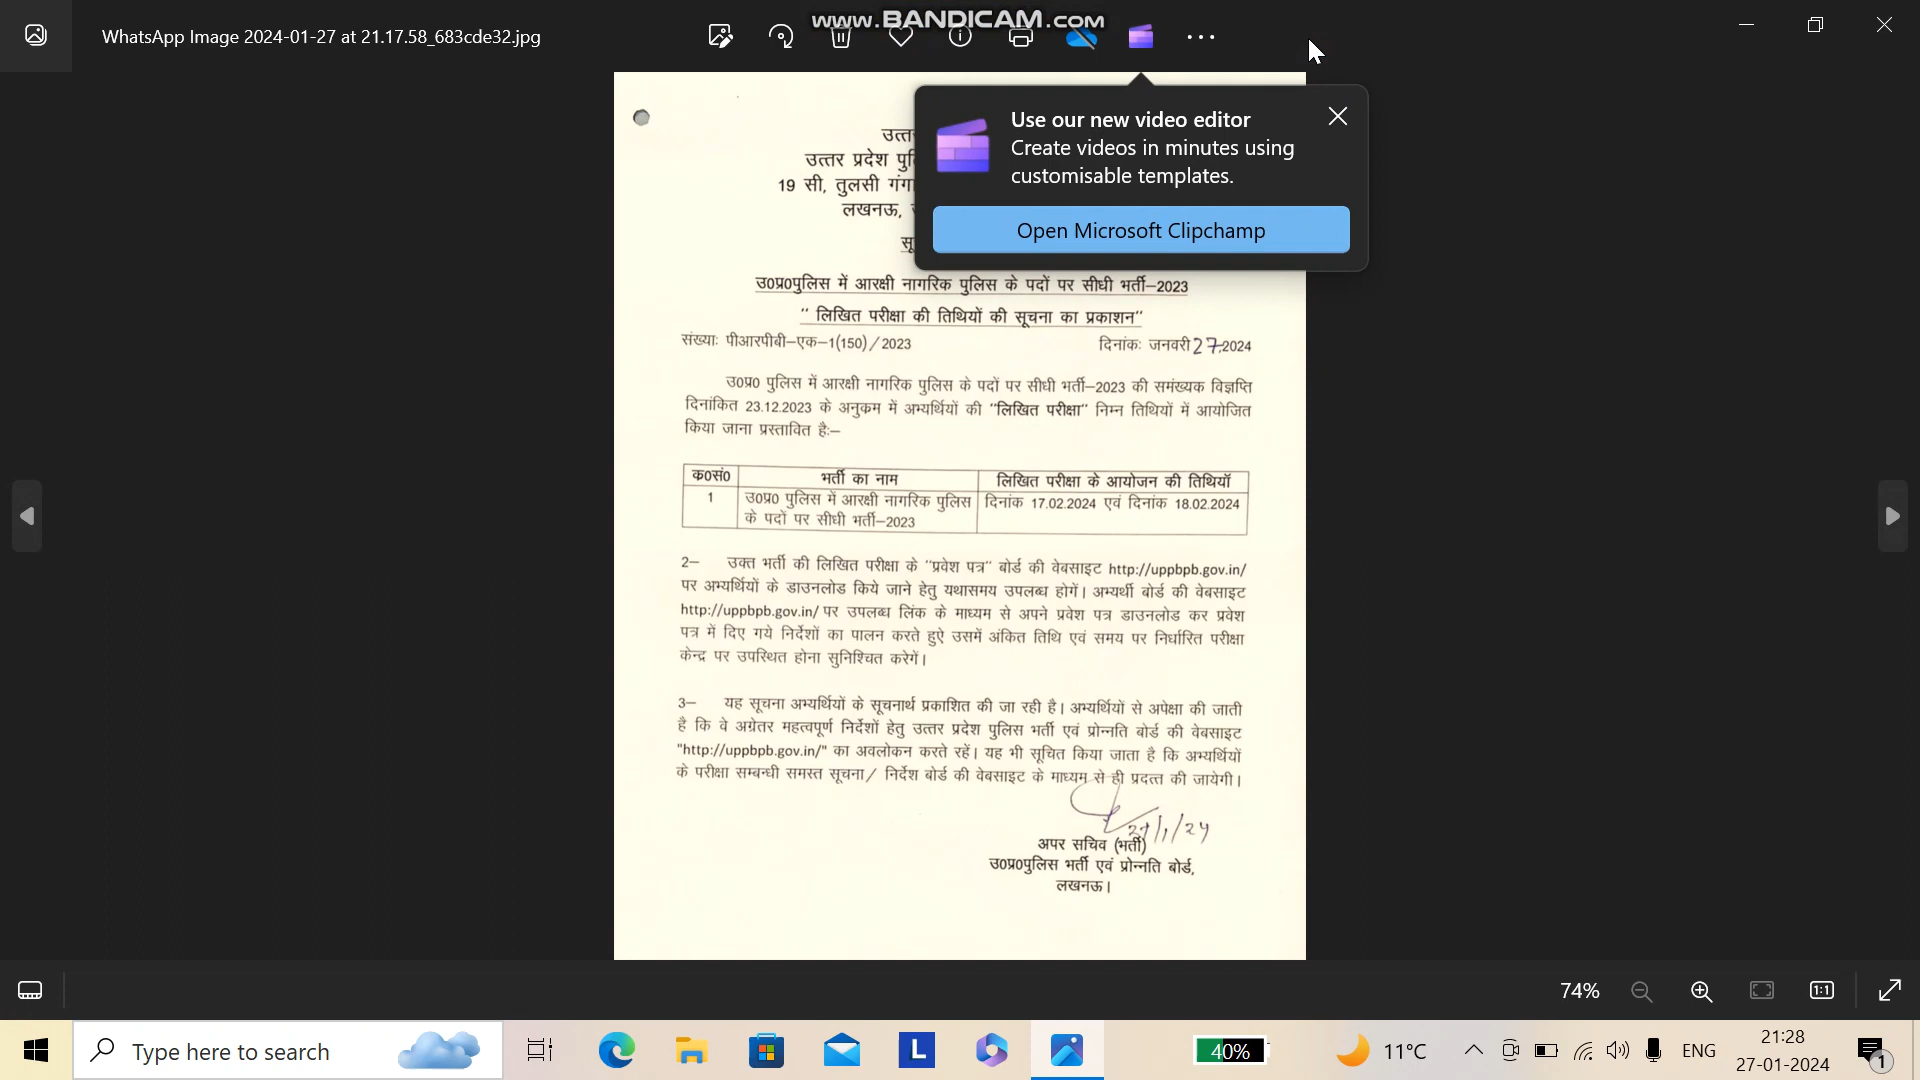 WhatsApp Image 2024-01-27 at 21.17.58_683cde32.jpg
www.BANDICAM.COM
Use our new video editor
Create videos in minutes using
customisable templates.
Open Microsoft Clipchamp
उत्तर प्रदेश
19 सी, तुलसी
लखनऊ,
उ0प्र0पुलिस में आरक्षी नागरिक पुलिस के पदों पर सीधी भर्ती–2023
“ लिखित परीक्षा की तिथियों की सूचना का प्रकाशन“
संख्याः पीआरपीबी–एक–1(150)/2023 दिनांकः जनवरी 27,2024
उ0प्र0 पुलिस में आरक्षी नागरिक पुलिस के पदों पर सीधी भर्ती–2023 की समंख्यक विज्ञप्ति
दिनांकित 23.12.2023 के अनुक्रम में अभ्यर्थियों की “लिखित परीक्षा” निम्न तिथियों में आयोजित
किया जाना प्रस्तावित हैः–
क0सं0 भर्ती का नाम लिखित परीक्षा के आयोजन की तिथियाॅ
1 उ0प्र0 पुलिस में आरक्षी नागरिक पुलिस दिनांक 17.02.2024 एवं दिनांक 18.02.2024
के पदों पर सीधी भर्ती–2023
2– उक्त भर्ती की लिखित परीक्षा के “प्रवेश पत्र” बोर्ड की वेबसाइट http://uppbpb.gov.in/
पर अभ्यर्थियों के डाउनलोड किये जाने हेतु यथासमय उपलब्ध होगें। अभ्यर्थी बोर्ड की वेबसाइट
http://uppbpb.gov.in/ पर उपलब्ध लिंक के माध्यम से अपने प्रवेश पत्र डाउनलोड कर प्रवेश
पत्र में दिए गये निर्देशों का पालन करते हुऐ उसमें अंकित तिथि एवं समय पर निर्धारित परीक्षा
केन्द्र पर उपस्थित होना सुनिश्चित करेगें।
3– यह सूचना अभ्यर्थियों के सूचनार्थ प्रकाशित की जा रही है। अभ्यर्थियों से अपेक्षा की जाती
है कि वे अग्रेतर महत्वपूर्ण निर्देशों हेतु उत्तर प्रदेश पुलिस भर्ती एवं प्रोन्नति बोर्ड की वेबसाइट
"http://uppbpb.gov.in/" का अवलोकन करते रहें। यह भी सूचित किया जाता है कि अभ्यर्थियों
के परीक्षा सम्बन्धी समस्त सूचना/ निर्देश बोर्ड की वेबसाइट के माध्यम से ही प्रदत्त की जायेगी।
27/1/24
अपर सचिव (भर्ती)
उ0प्र0पुलिस भर्ती एवं प्रोन्नति बोर्ड,
लखनऊ।
74%
1:1
Type here to search
L
40%
11°C
ENG
21:28
27-01-2024
1